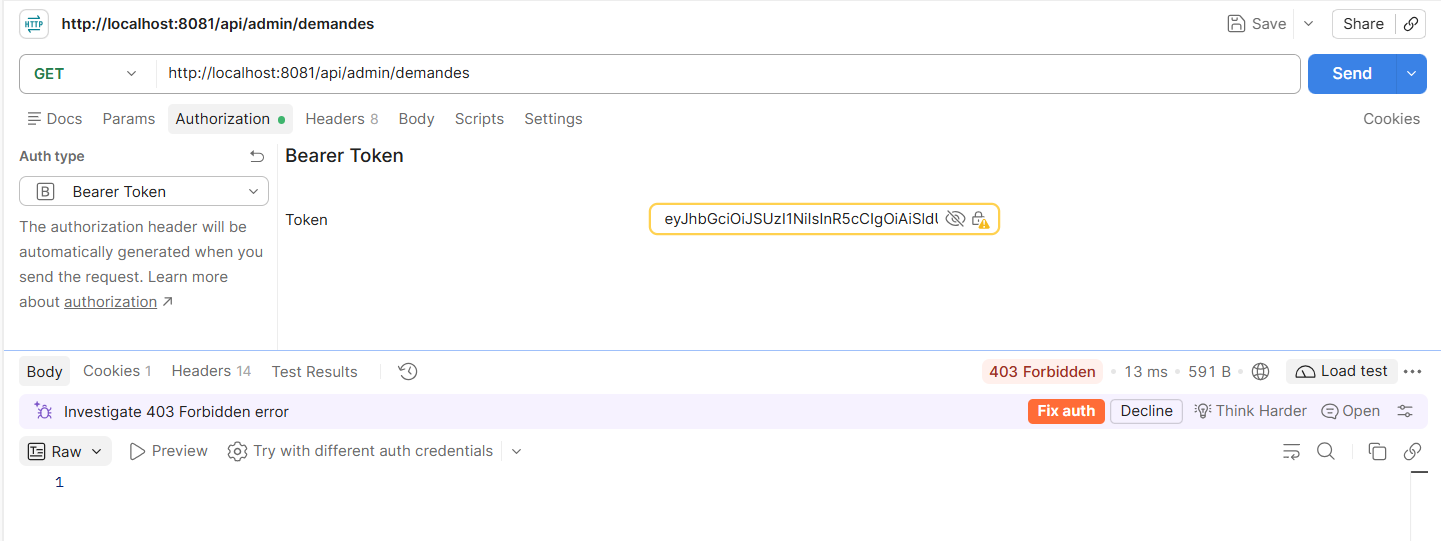 HTTP http://localhost:8081/api/admin/demandes Save Share
GET http://localhost:8081/api/admin/demandes Send
Docs Params Authorization Headers 8 Body Scripts Settings Cookies
Auth type
B Bearer Token
The authorization header will be
automatically generated when you
send the request. Learn more
about authorization ↗
Bearer Token
Token eyJhbGciOiJSUzI1NiIsInR5cCIgOiAiSldU
Body Cookies 1 Headers 14 Test Results 403 Forbidden • 13 ms • 591 B • Load test
Investigate 403 Forbidden error Fix auth Decline Think Harder Open
Raw Preview Try with different auth credentials
1